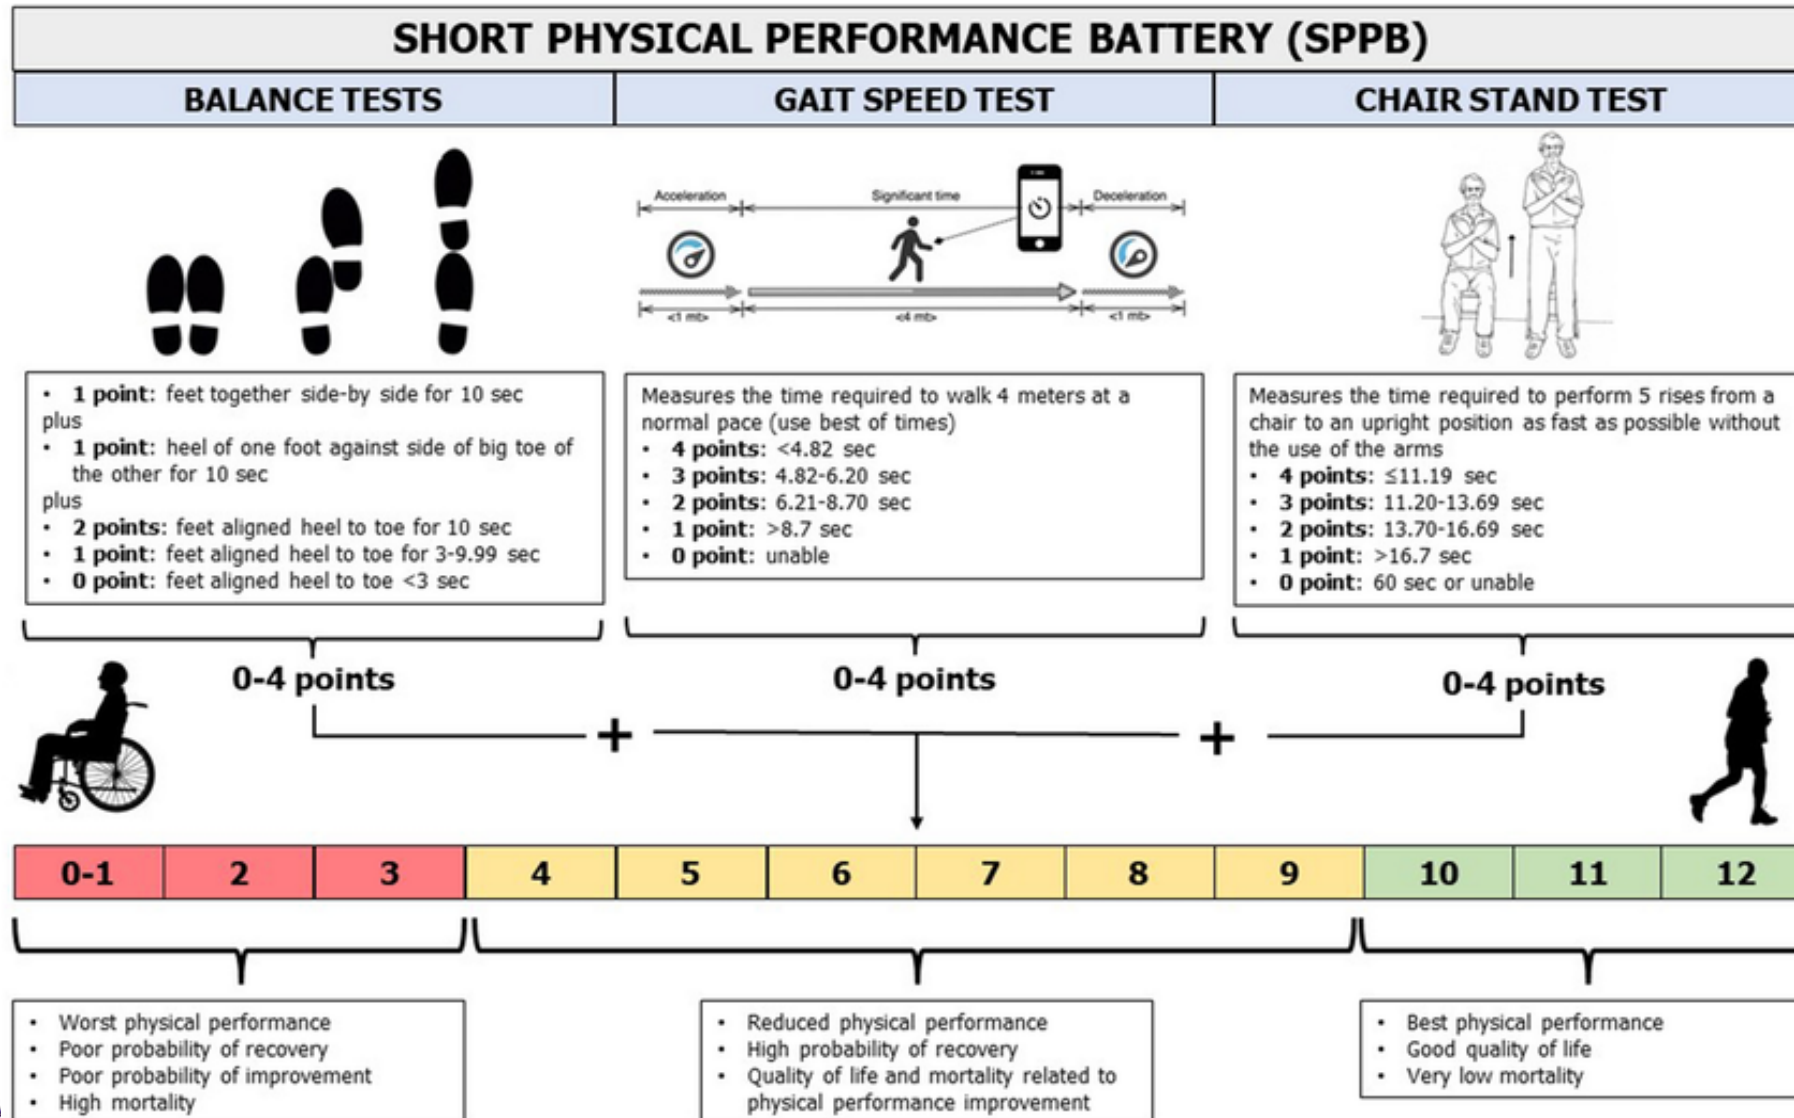 SHORT PHYSICAL PERFORMANCE BATTERY (SPPB)
BALANCE TESTS
GAIT SPEED TEST
CHAIR STAND TEST
Acceleration
Significant time
Deceleration
<1 mt>
<4 mt>
<1 mt>
• 1 point: feet together side-by side for 10 sec
plus
• 1 point: heel of one foot against side of big toe of
the other for 10 sec
plus
• 2 points: feet aligned heel to toe for 10 sec
• 1 point: feet aligned heel to toe for 3-9.99 sec
• 0 point: feet aligned heel to toe <3 sec
Measures the time required to walk 4 meters at a
normal pace (use best of times)
• 4 points: <4.82 sec
• 3 points: 4.82-6.20 sec
• 2 points: 6.21-8.70 sec
• 1 point: >8.7 sec
• 0 point: unable
Measures the time required to perform 5 rises from a
chair to an upright position as fast as possible without
the use of the arms
• 4 points: ≤11.19 sec
• 3 points: 11.20-13.69 sec
• 2 points: 13.70-16.69 sec
• 1 point: >16.7 sec
• 0 point: 60 sec or unable
0-4 points
0-4 points
0-4 points
+
+
0-1 2 3 4 5 6 7 8 9 10 11 12
• Worst physical performance
• Poor probability of recovery
• Poor probability of improvement
• High mortality
• Reduced physical performance
• High probability of recovery
• Quality of life and mortality related to
physical performance improvement
• Best physical performance
• Good quality of life
• Very low mortality